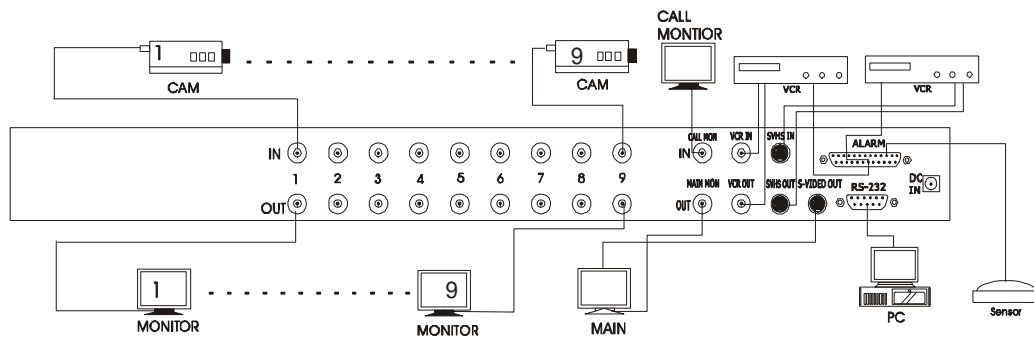 CALL
MONTIOR
1
CAM
9
CAM
VCR
VCR
IN
CALL MON
IN
VCR IN
SVHS IN
ALARM
1 2 3 4 5 6 7 8 9
MAIN MON
VCR OUT
SVHS OUT
S-VIDEO OUT
RS-232
DC
IN
OUT
OUT
1
MONITOR
9
MONITOR
MAIN
PC
Sensor